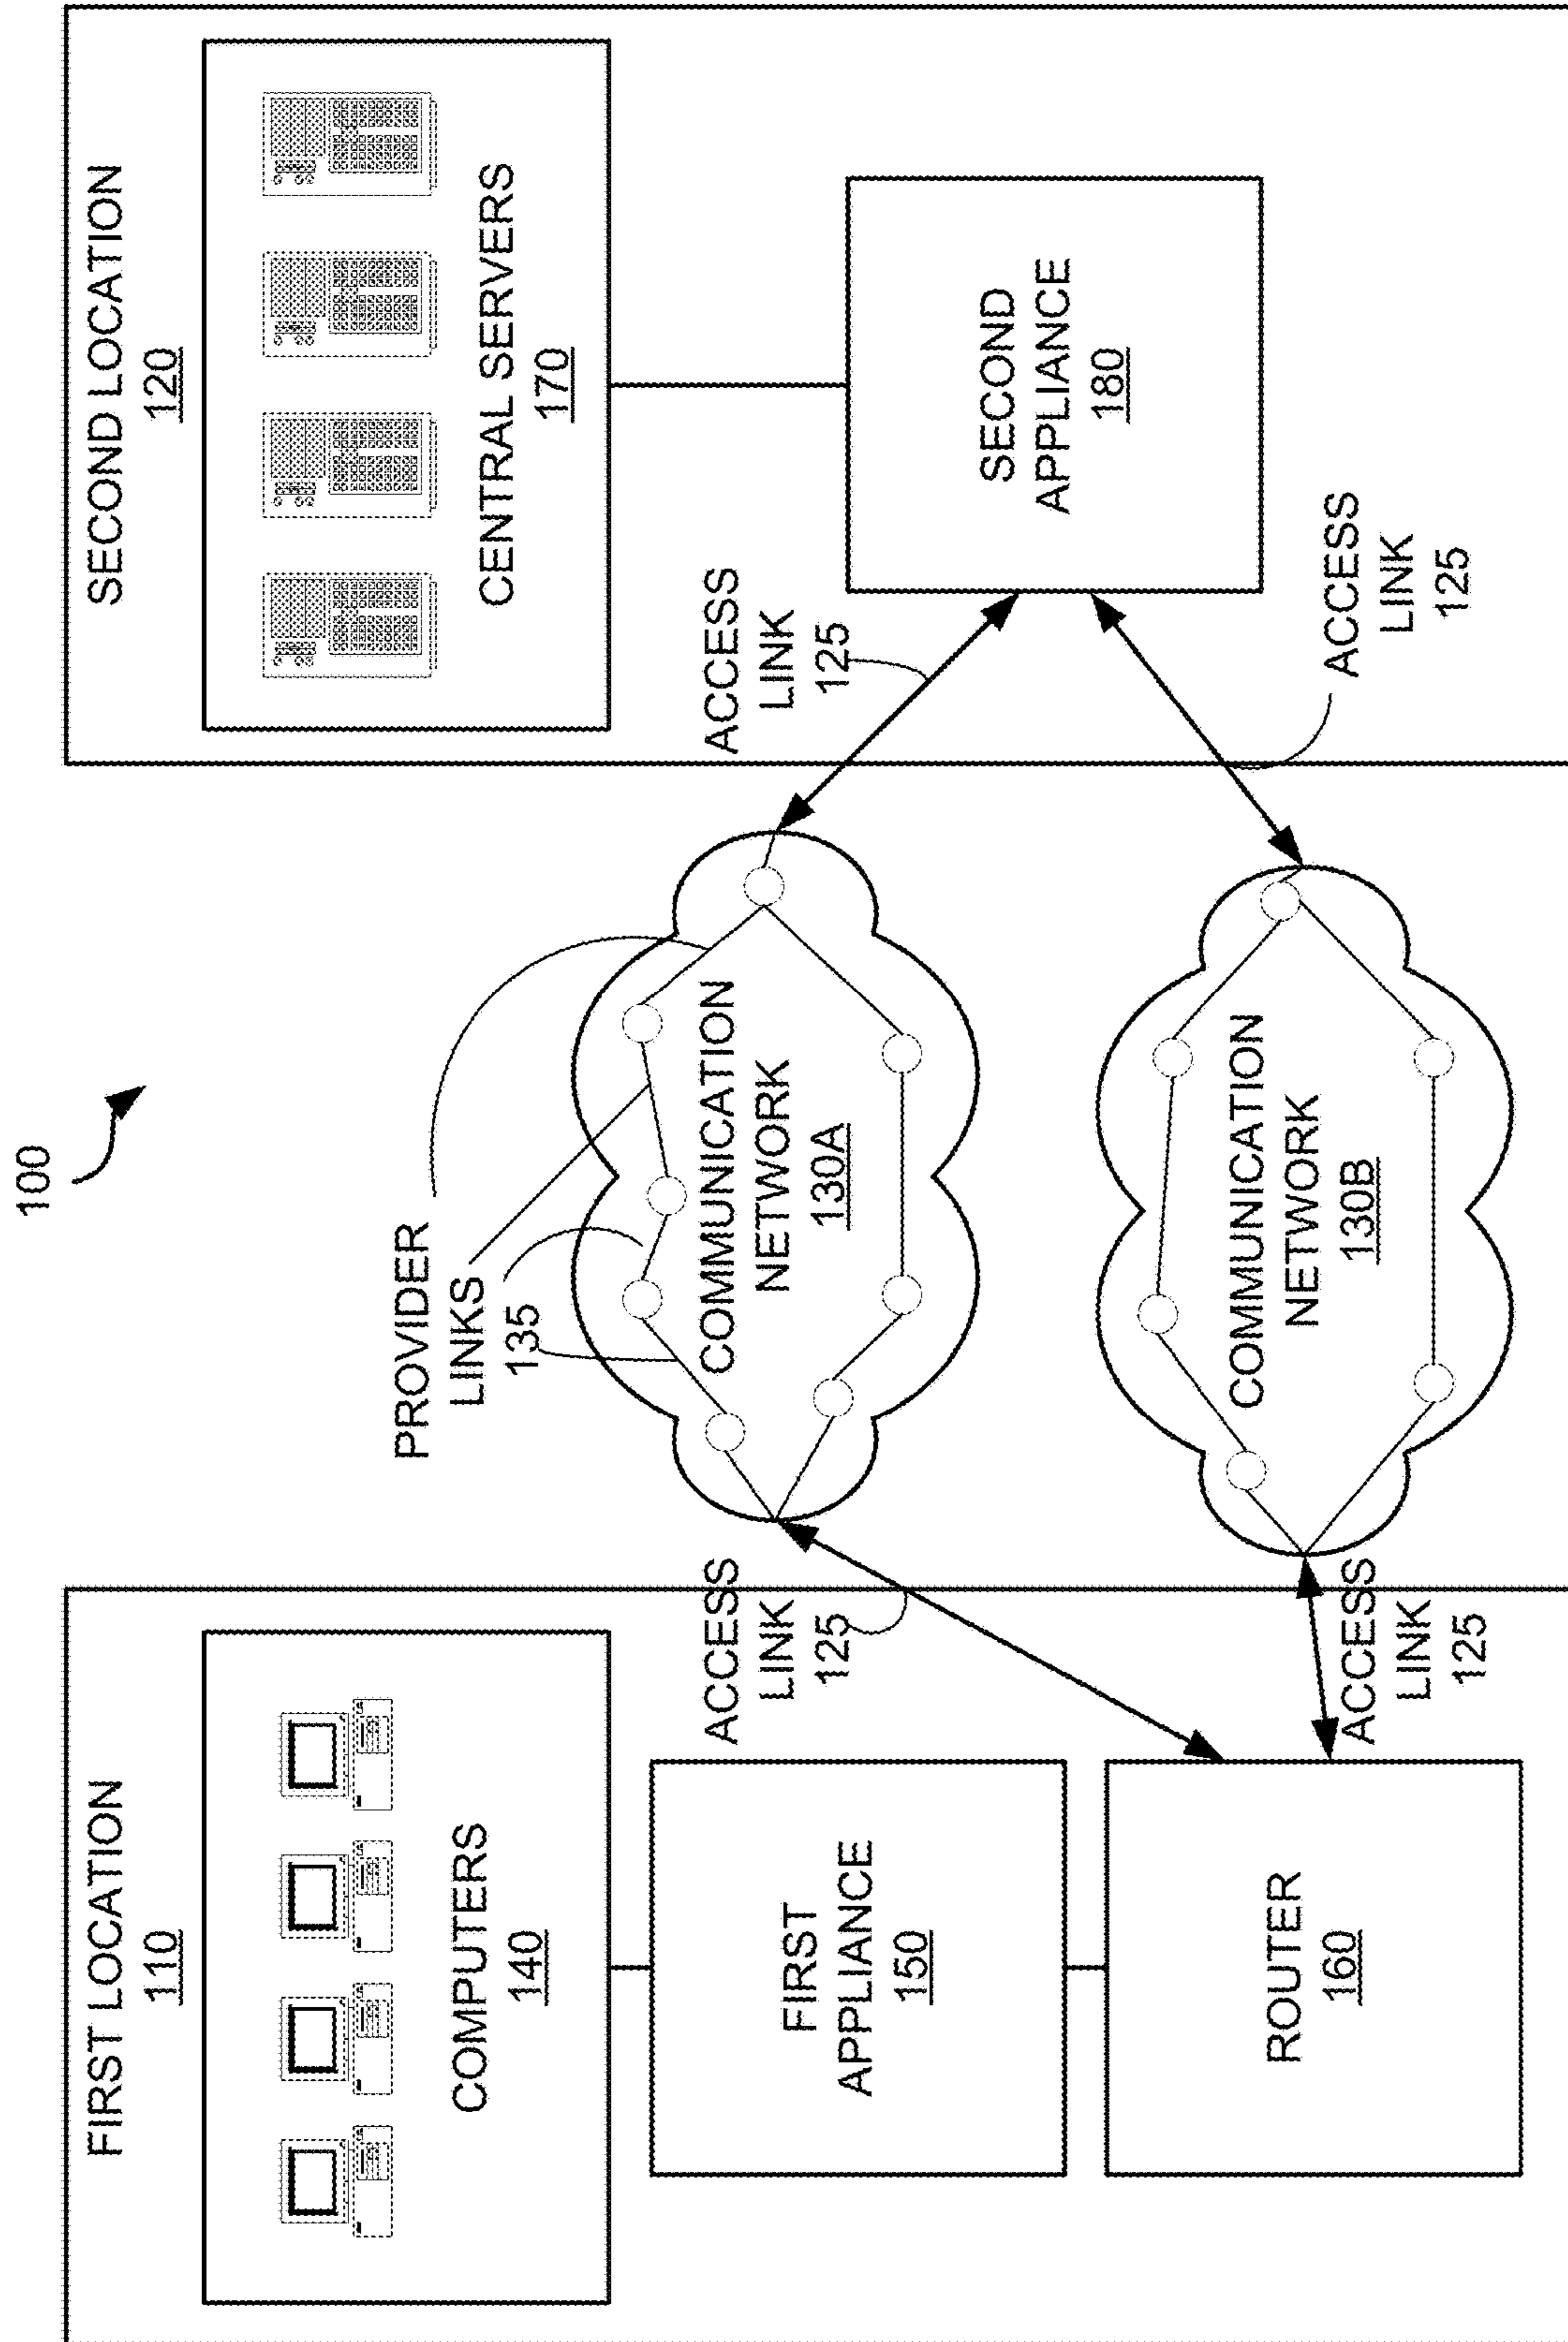 100
FIRST LOCATION
110
COMPUTERS
140
FIRST
APPLIANCE
150
ROUTER
160
ACCESS
LINK
125
ACCESS
LINK
125
PROVIDER
LINKS
135
COMMUNICATION
NETWORK
130A
COMMUNICATION
NETWORK
130B
SECOND LOCATION
120
CENTRAL SERVERS
170
ACCESS
LINK
125
SECOND
APPLIANCE
180
ACCESS
LINK
125